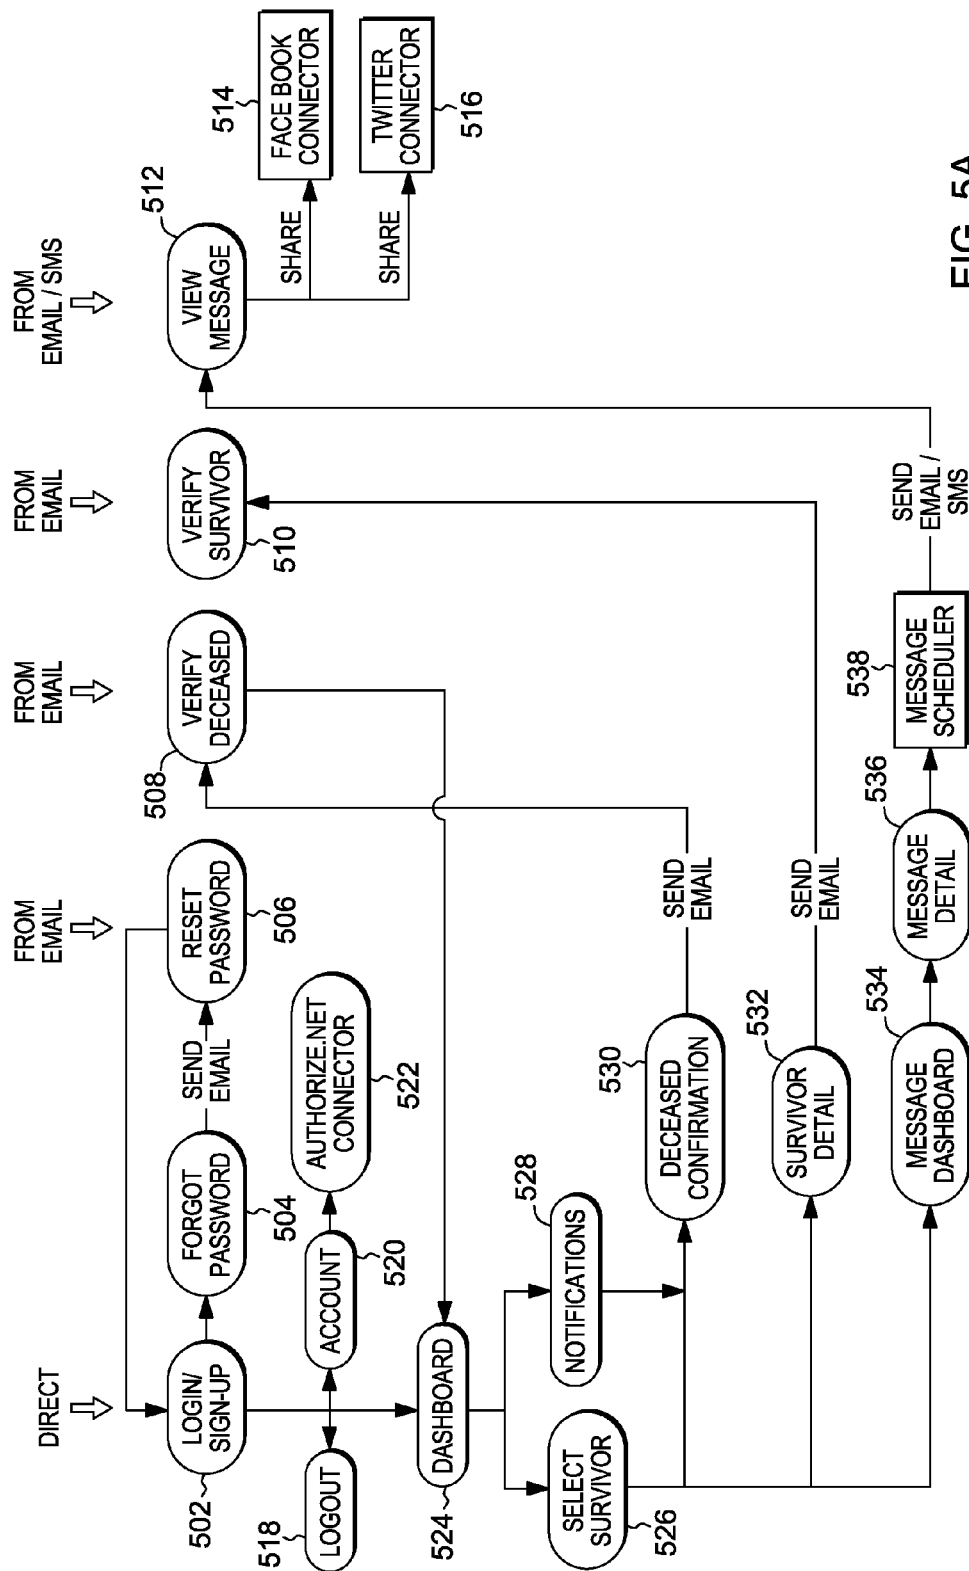 DIRECT
FROM
EMAIL
FROM
EMAIL
FROM
EMAIL
FROM
EMAIL / SMS
LOGIN/
SIGN-UP
502
FORGOT
PASSWORD
504
SEND
EMAIL
RESET
PASSWORD
506
VERIFY
DECEASED
508
VERIFY
SURVIVOR
510
VIEW
MESSAGE
512
SHARE
FACE BOOK
CONNECTOR
514
SHARE
TWITTER
CONNECTOR
516
LOGOUT
518
ACCOUNT
520
AUTHORIZE.NET
CONNECTOR
522
DASHBOARD
524
SELECT
SURVIVOR
526
NOTIFICATIONS
528
DECEASED
CONFIRMATION
530
SEND
EMAIL
SURVIVOR
DETAIL
532
SEND
EMAIL
MESSAGE
DASHBOARD
534
MESSAGE
DETAIL
536
MESSAGE
SCHEDULER
538
SEND
EMAIL /
SMS
FIG. 5A